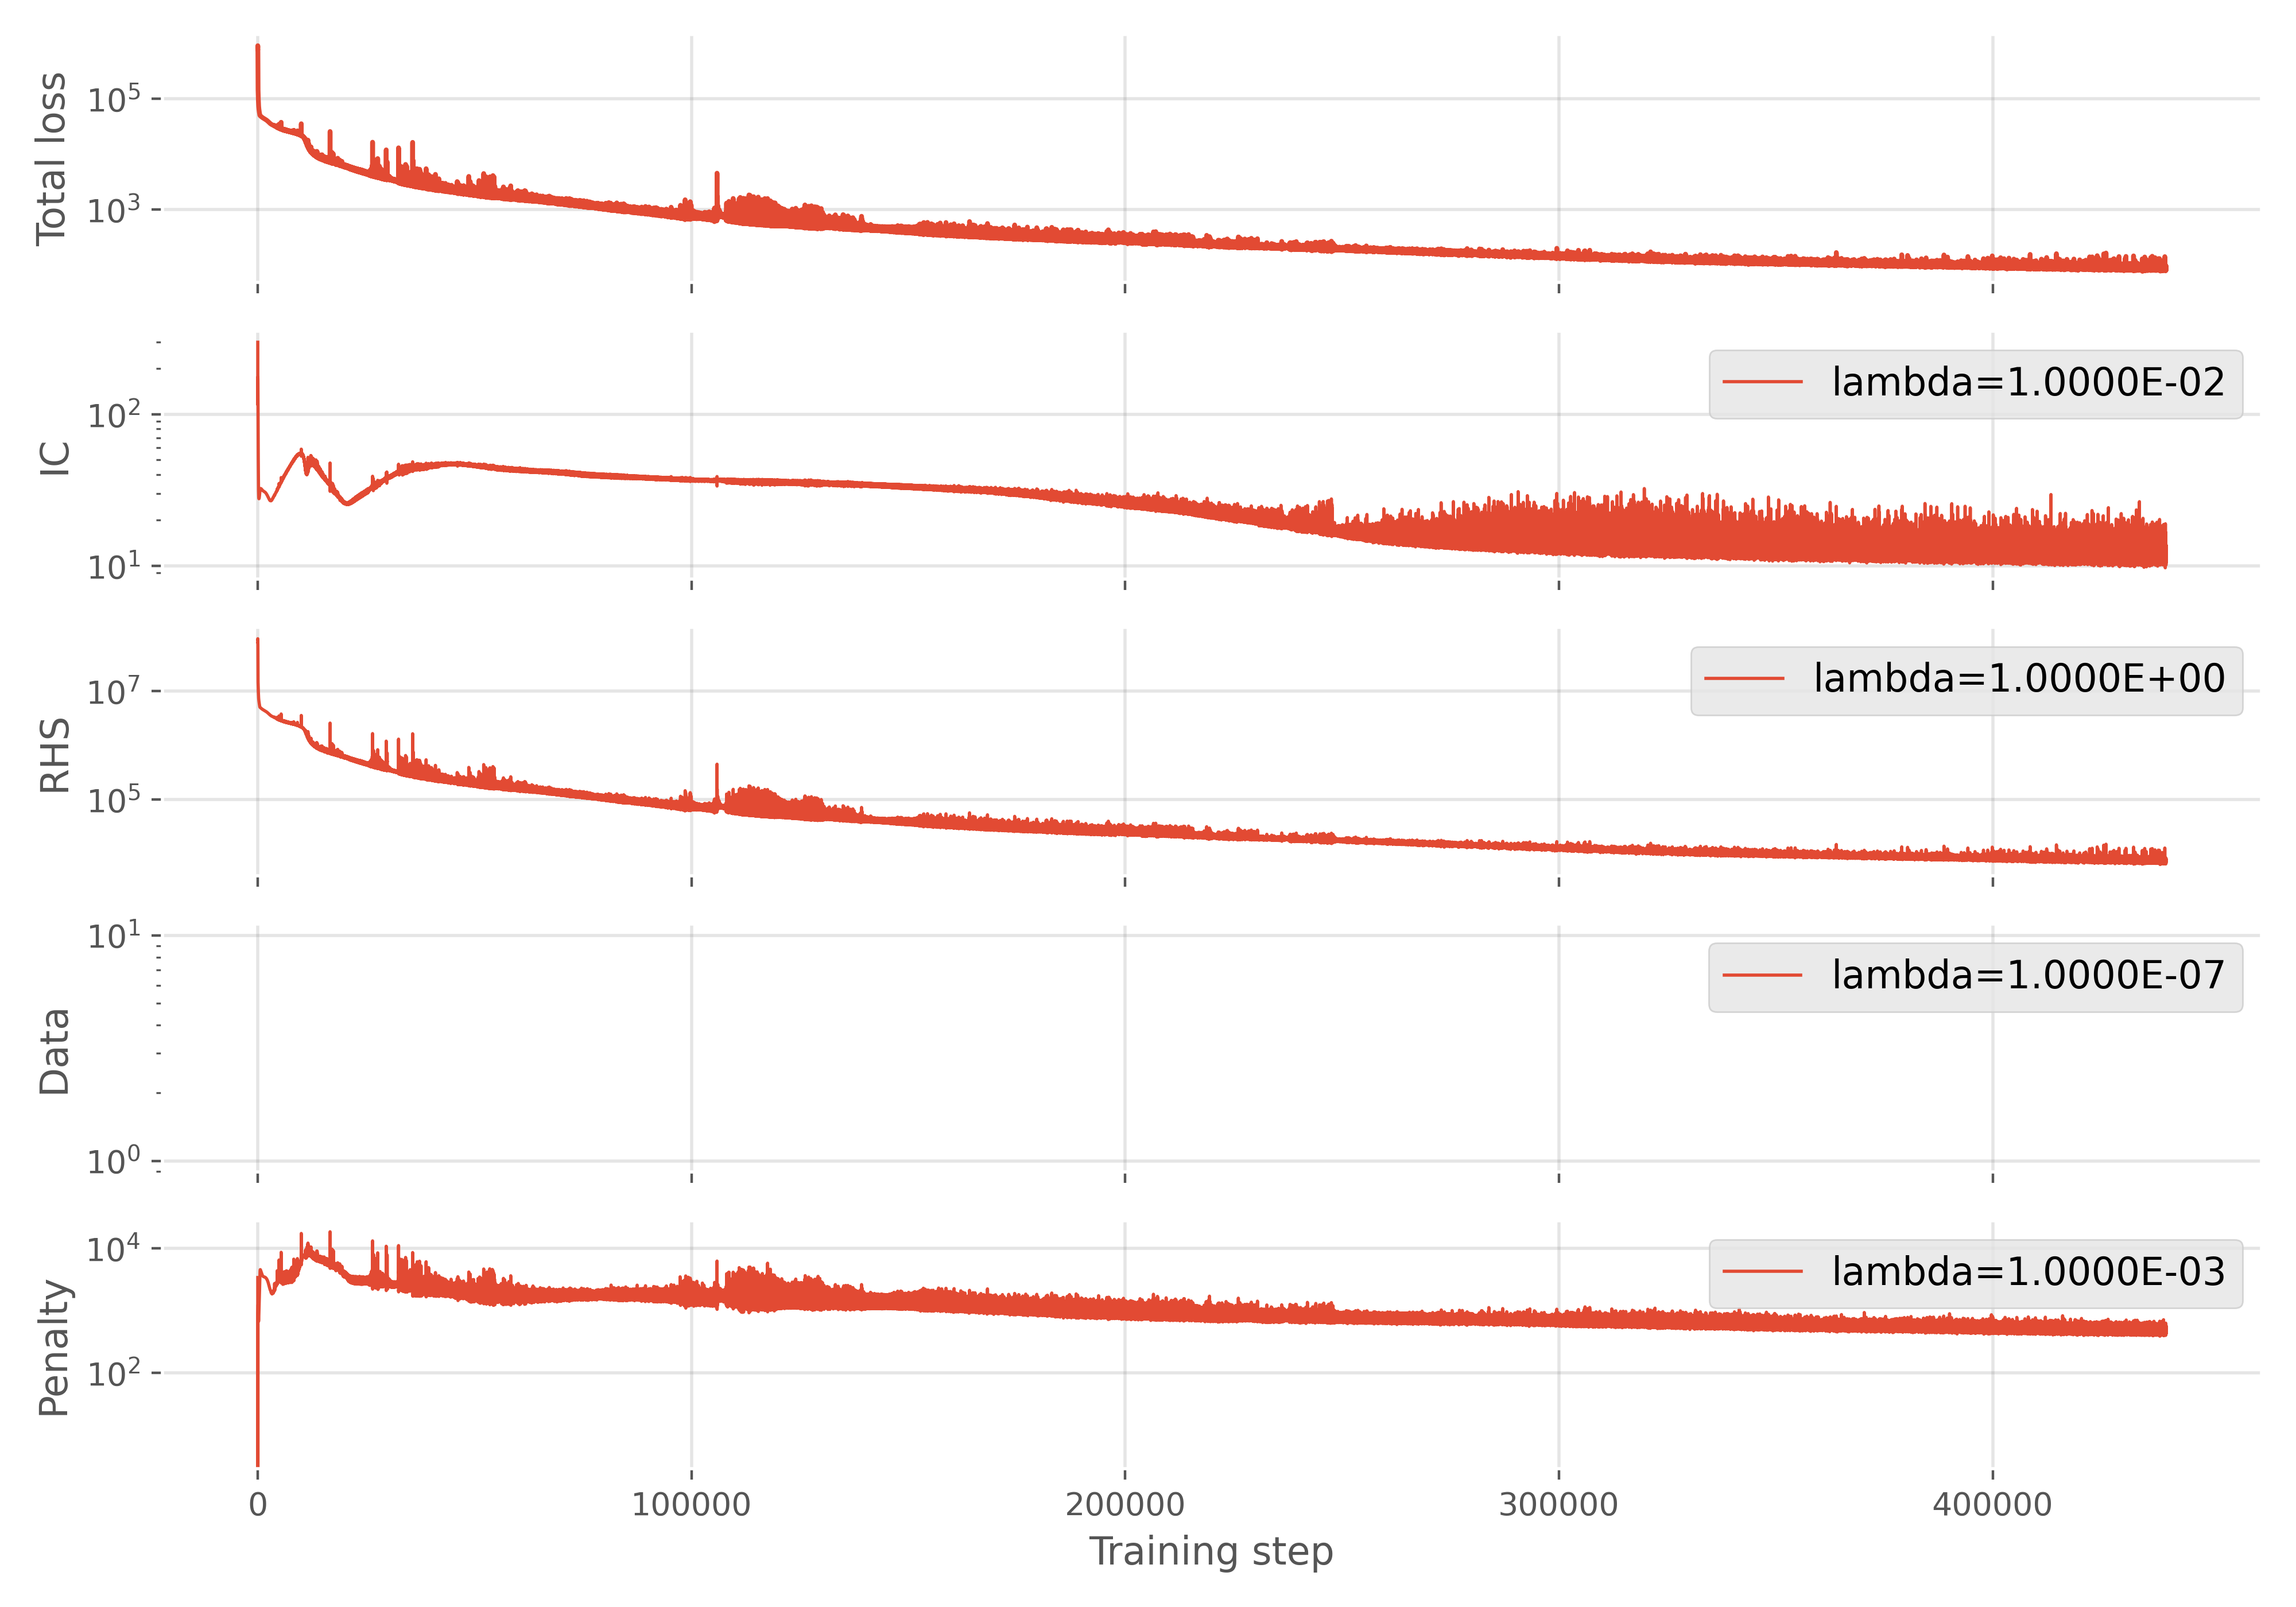 Total loss
10^5
10^3
IC
10^2
10^1
lambda=1.0000E-02
RHS
10^7
10^5
lambda=1.0000E+00
Data
10^1
10^0
lambda=1.0000E-07
Penalty
10^4
10^2
lambda=1.0000E-03
0 100000 200000 300000 400000
Training step